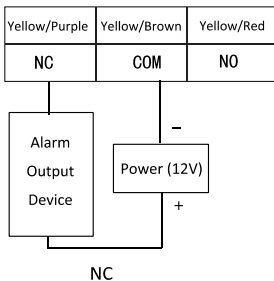 Yellow/Purple Yellow/Brown Yellow/Red
NC COM NO
Alarm
Output
Device
−
Power (12V)
+
NC